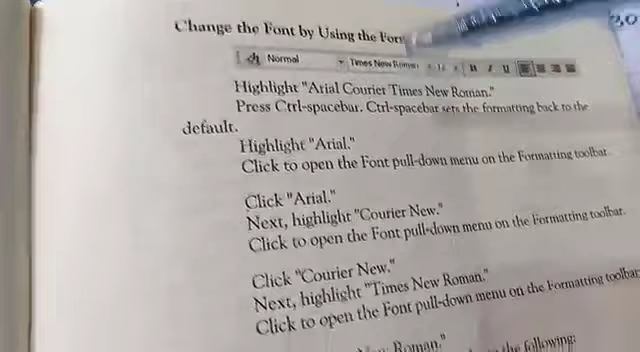 Change the Font by Using the
20
Normal Times New Roman B I U
Highlight "Arial Courier Times New Roman."
Press Ctrl-spacebar. Ctrl-spacebar sets the formatting back to the
default.
Highlight "Arial."
Click to open the Font pull-down menu on the Formatting toolbar.
Click "Arial."
Next, highlight "Courier New."
Click to open the Font pull-down menu on the Formatting toolbar.
Click "Courier New."
Next, highlight "Times New Roman."
Click to open the Font pull-down menu on the Formatting toolbar
Roman." the following: